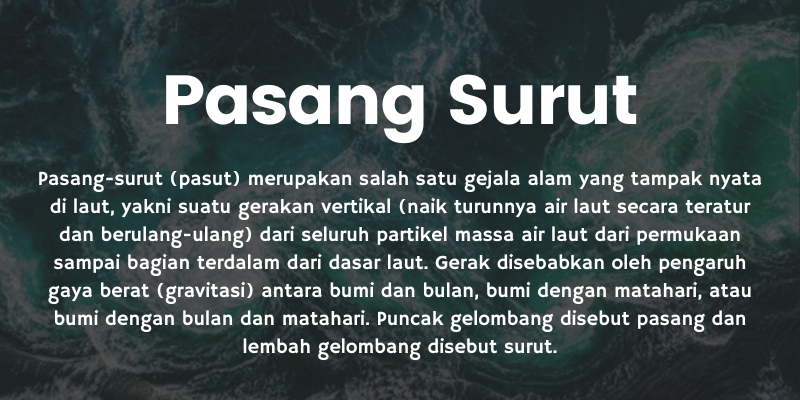 Pasang Surut
Pasang-surut (pasut) merupakan salah satu gejala alam yang tampak nyata
di laut, yakni suatu gerakan vertikal (naik turunnya air laut secara teratur
dan berulang-ulang) dari seluruh partikel massa air laut dari permukaan
sampai bagian terdalam dari dasar laut. Gerak disebabkan oleh pengaruh
gaya berat (gravitasi) antara bumi dan bulan, bumi dengan matahari, atau
bumi dengan bulan dan matahari. Puncak gelombang disebut pasang dan
lembah gelombang disebut surut.